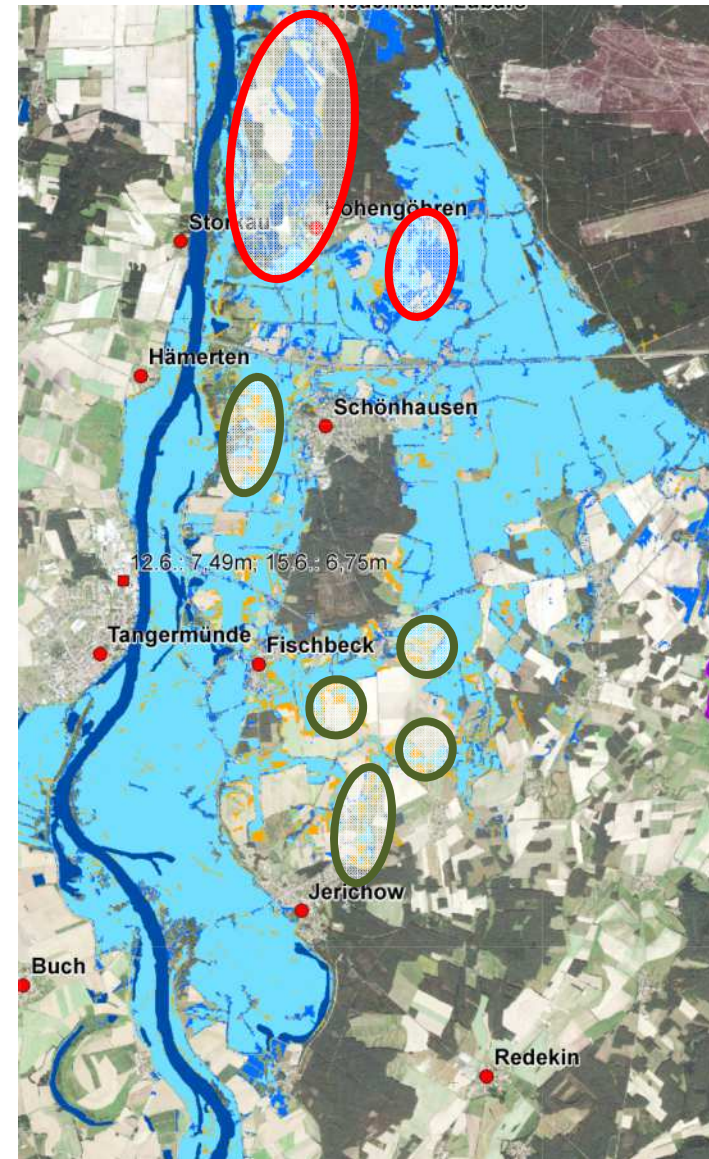 Hohengöhren
Storkau
Hämerten
Schönhausen
12.6.: 7,49m; 15.6.: 6,75m
Tangermünde
Fischbeck
Jerichow
Buch
Redekin